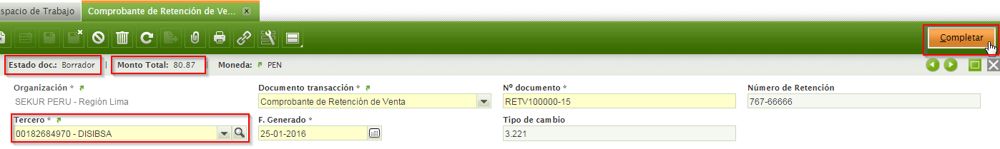 spacio de Trabajo Comprobante de Retención de Ve...
Completar
Estado doc.: Borrador | Monto Total: 80.87 | Moneda: PEN
Organización * Documento transacción * Nº documento * Número de Retención
SEKUR PERU - Región Lima Comprobante de Retención de Venta RETV100000-15 767-66666
Tercero * F. Generado * Tipo de cambio
00182684970 - DISIBSA 25-01-2016 3.221